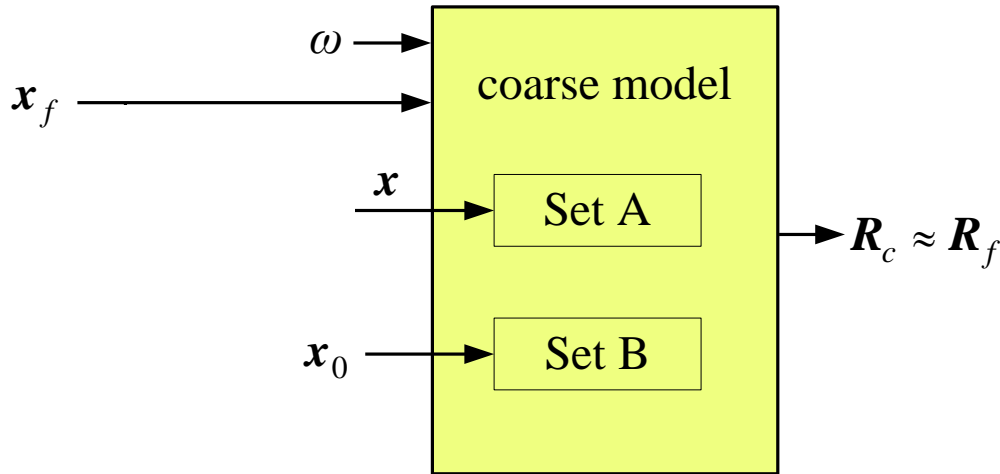 ω
x_f
coarse model
x
Set A
R_c ≈ R_f
x_0
Set B